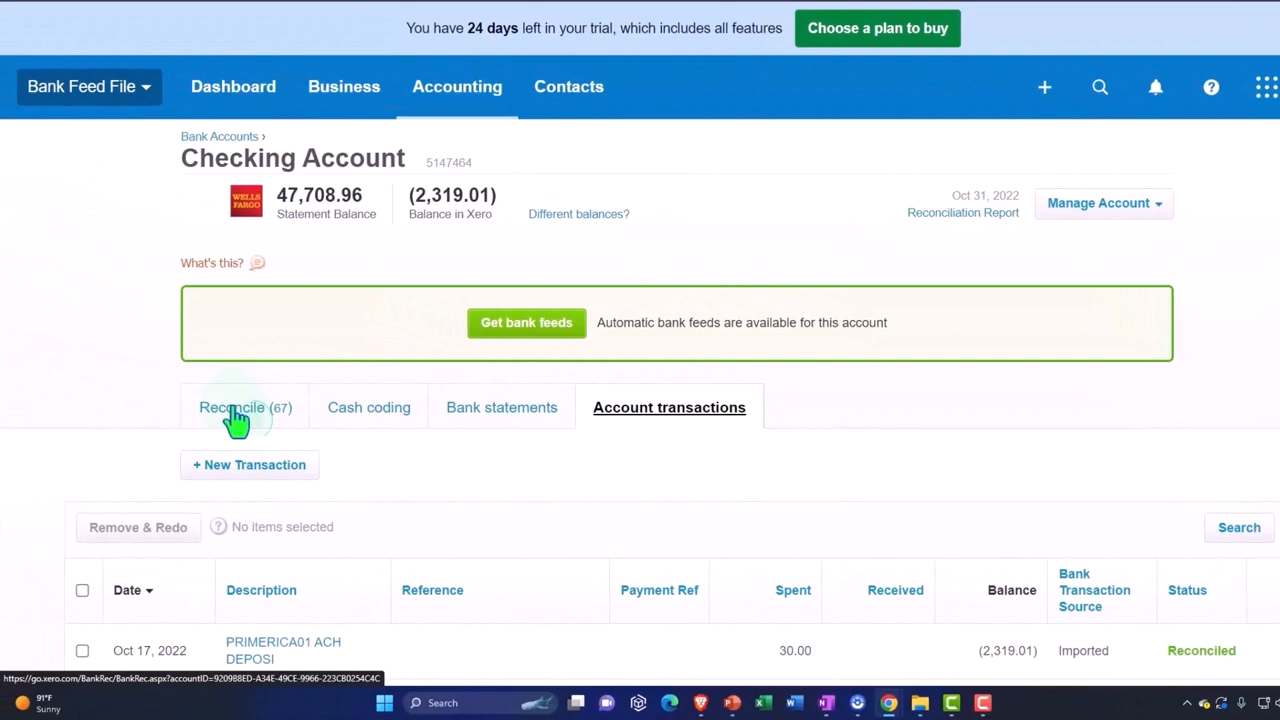 You have 24 days left in your trial, which includes all features
Choose a plan to buy
Bank Feed File
Dashboard
Business
Accounting
Contacts
Bank Accounts ›
Checking Account 5147464
WELLS
FARGO
47,708.96
Statement Balance
(2,319.01)
Balance in Xero
Different balances?
Oct 31, 2022
Reconciliation Report
Manage Account
What's this?
Get bank feeds
Automatic bank feeds are available for this account
Reconcile (67)
Cash coding
Bank statements
Account transactions
+ New Transaction
Remove & Redo
? No items selected
Search
Date
Description
Reference
Payment Ref
Spent
Received
Balance
Bank
Transaction
Source
Status
Oct 17, 2022
PRIMERICA01 ACH
DEPOSI
30.00
(2,319.01)
Imported
Reconciled
https://go.xero.com/BankRec/BankRec.aspx?accountID=920988ED-A34E-49CE-9966-223CB0254C4C
91°F
Sunny
Search